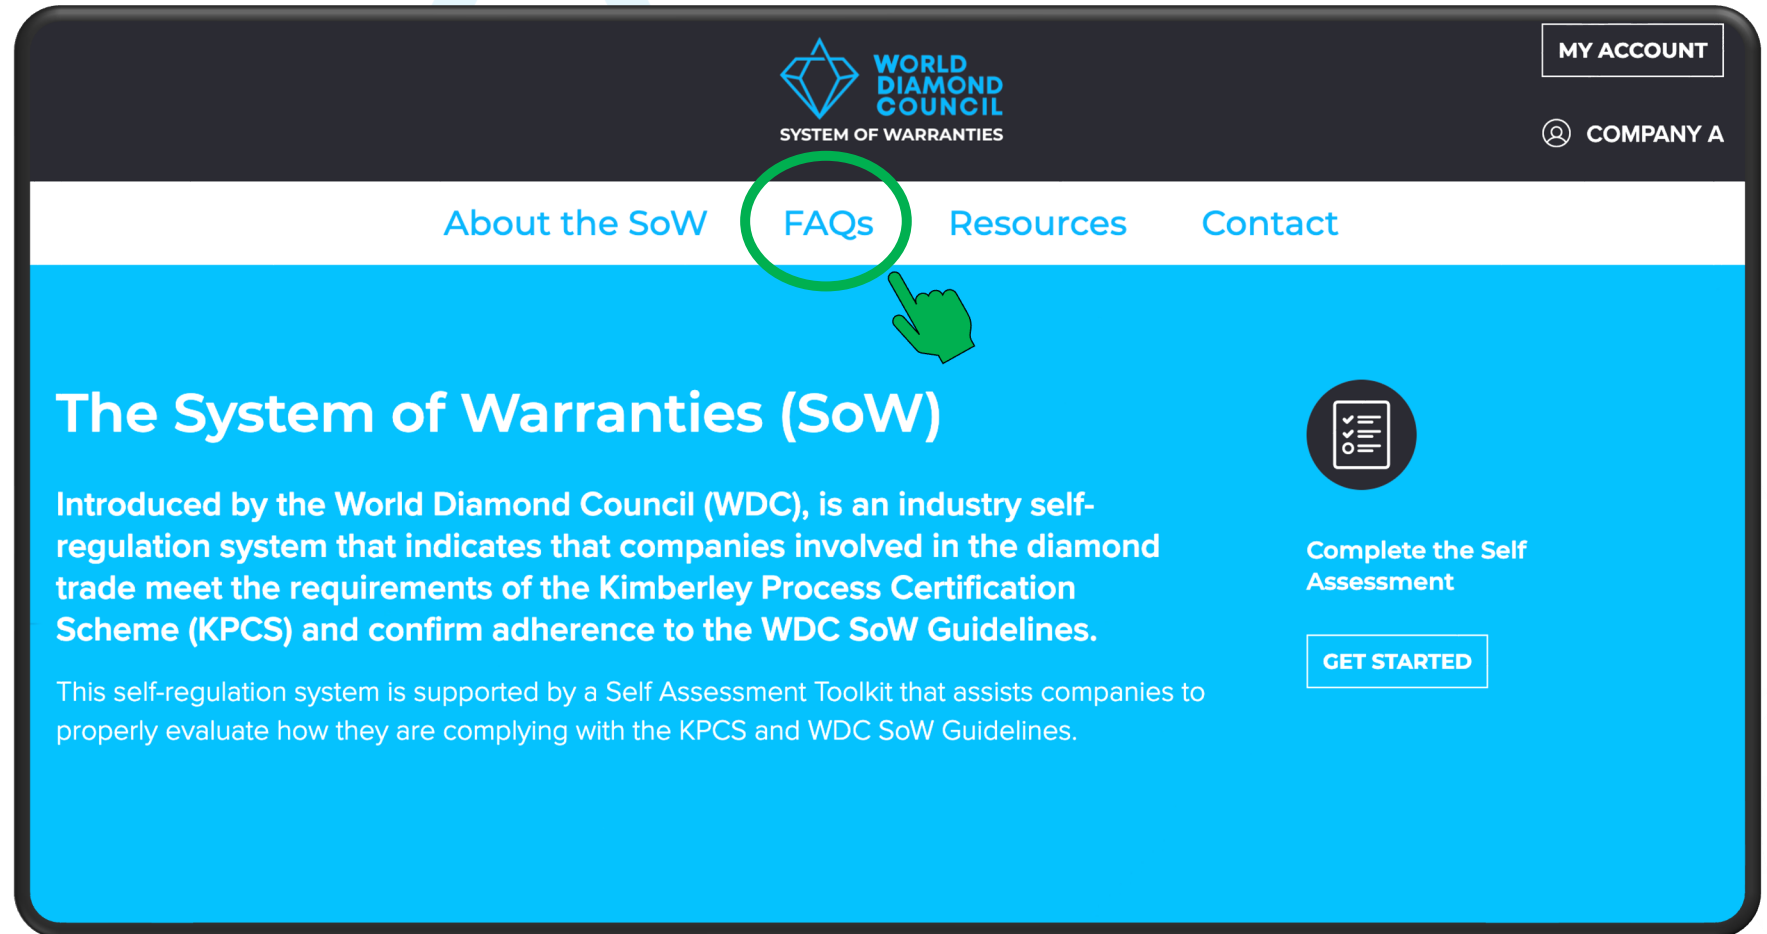 WORLD
DIAMOND
COUNCIL
SYSTEM OF WARRANTIES
MY ACCOUNT
COMPANY A
About the SoW FAQs Resources Contact
The System of Warranties (SoW)
Introduced by the World Diamond Council (WDC), is an industry self-
regulation system that indicates that companies involved in the diamond
trade meet the requirements of the Kimberley Process Certification
Scheme (KPCS) and confirm adherence to the WDC SoW Guidelines.
This self-regulation system is supported by a Self Assessment Toolkit that assists companies to
properly evaluate how they are complying with the KPCS and WDC SoW Guidelines.
Complete the Self
Assessment
GET STARTED